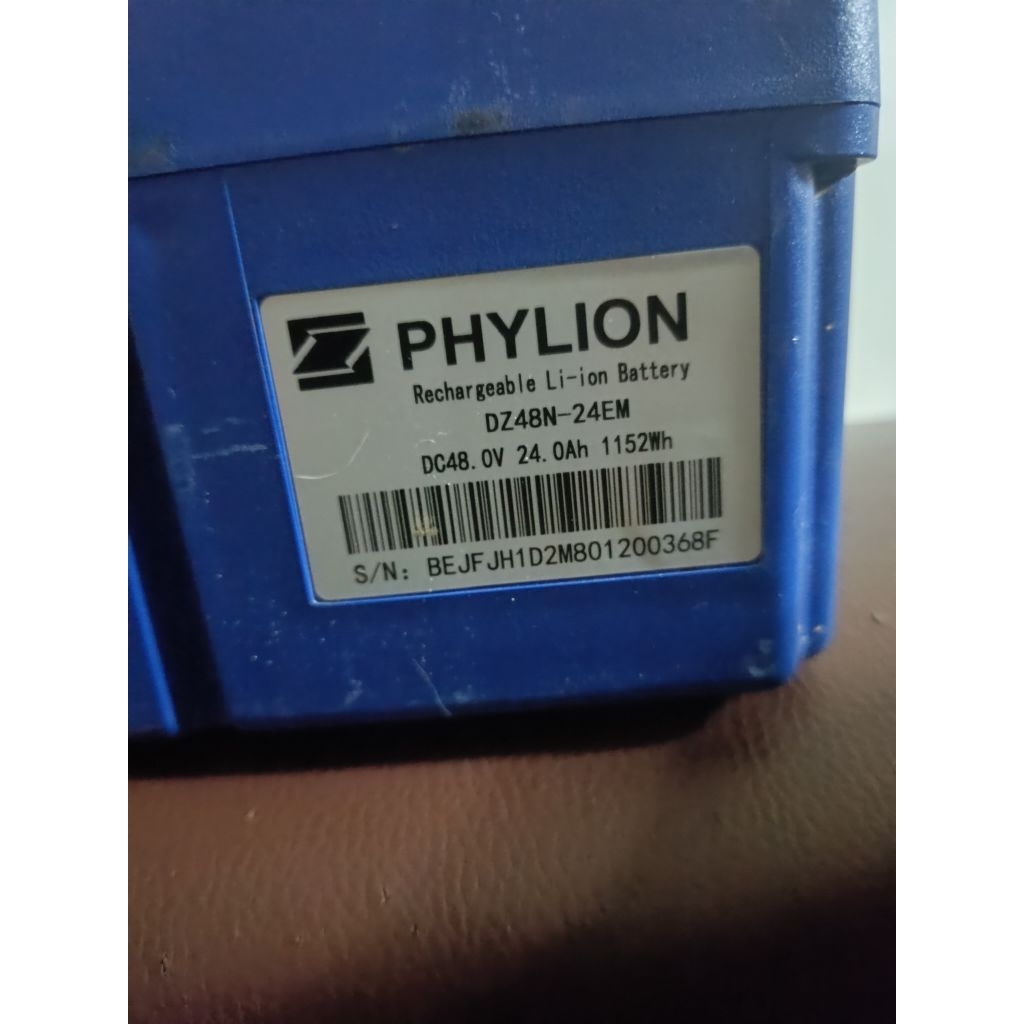 PHYLION
Rechargeable Li-ion Battery
DZ48N-24EM
DC48.0V 24.0Ah 1152Wh
S/N: BEJFJH1D2M801200368F